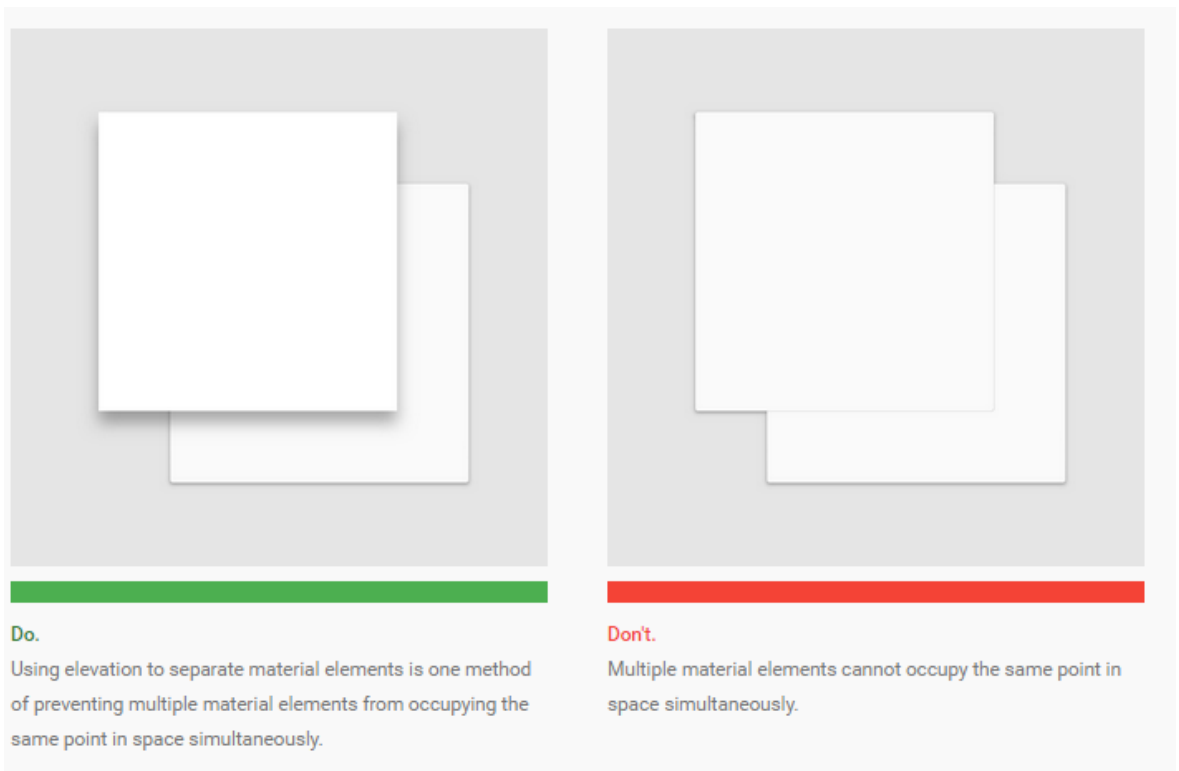 Do.
Using elevation to separate material elements is one method
of preventing multiple material elements from occupying the
same point in space simultaneously.
Don't.
Multiple material elements cannot occupy the same point in
space simultaneously.